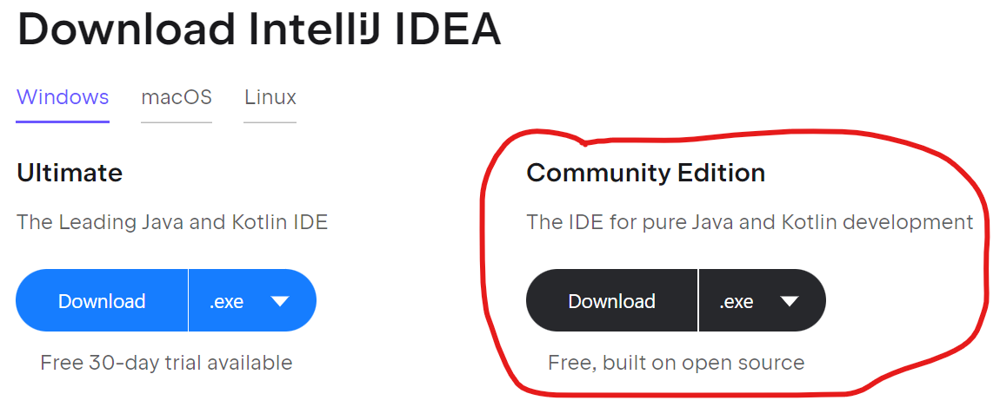 Download IntelliJ IDEA
Windows macOS Linux
Ultimate
The Leading Java and Kotlin IDE
Download .exe
Free 30-day trial available
Community Edition
The IDE for pure Java and Kotlin development
Download .exe
Free, built on open source